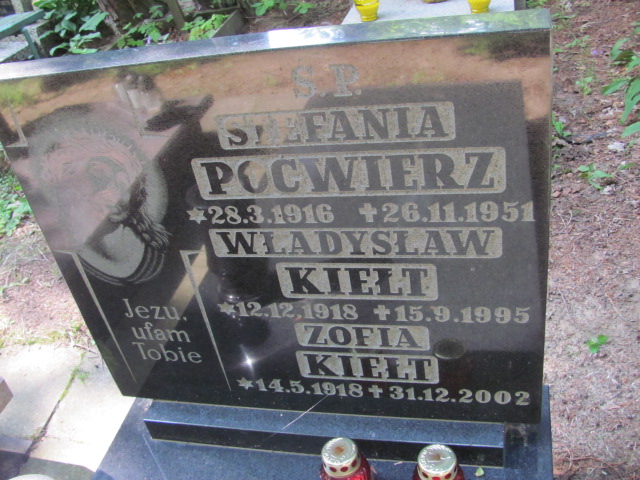 Ś.P.
STEFANIA
POĆWIERZ
*28.3.1916 +26.11.1951
WŁADYSŁAW
KIEŁT
*12.12.1918 +15.9.1995
ZOFIA
KIEŁT
*14.5.1918 +31.12.2002
Jezu,
ufam
Tobie